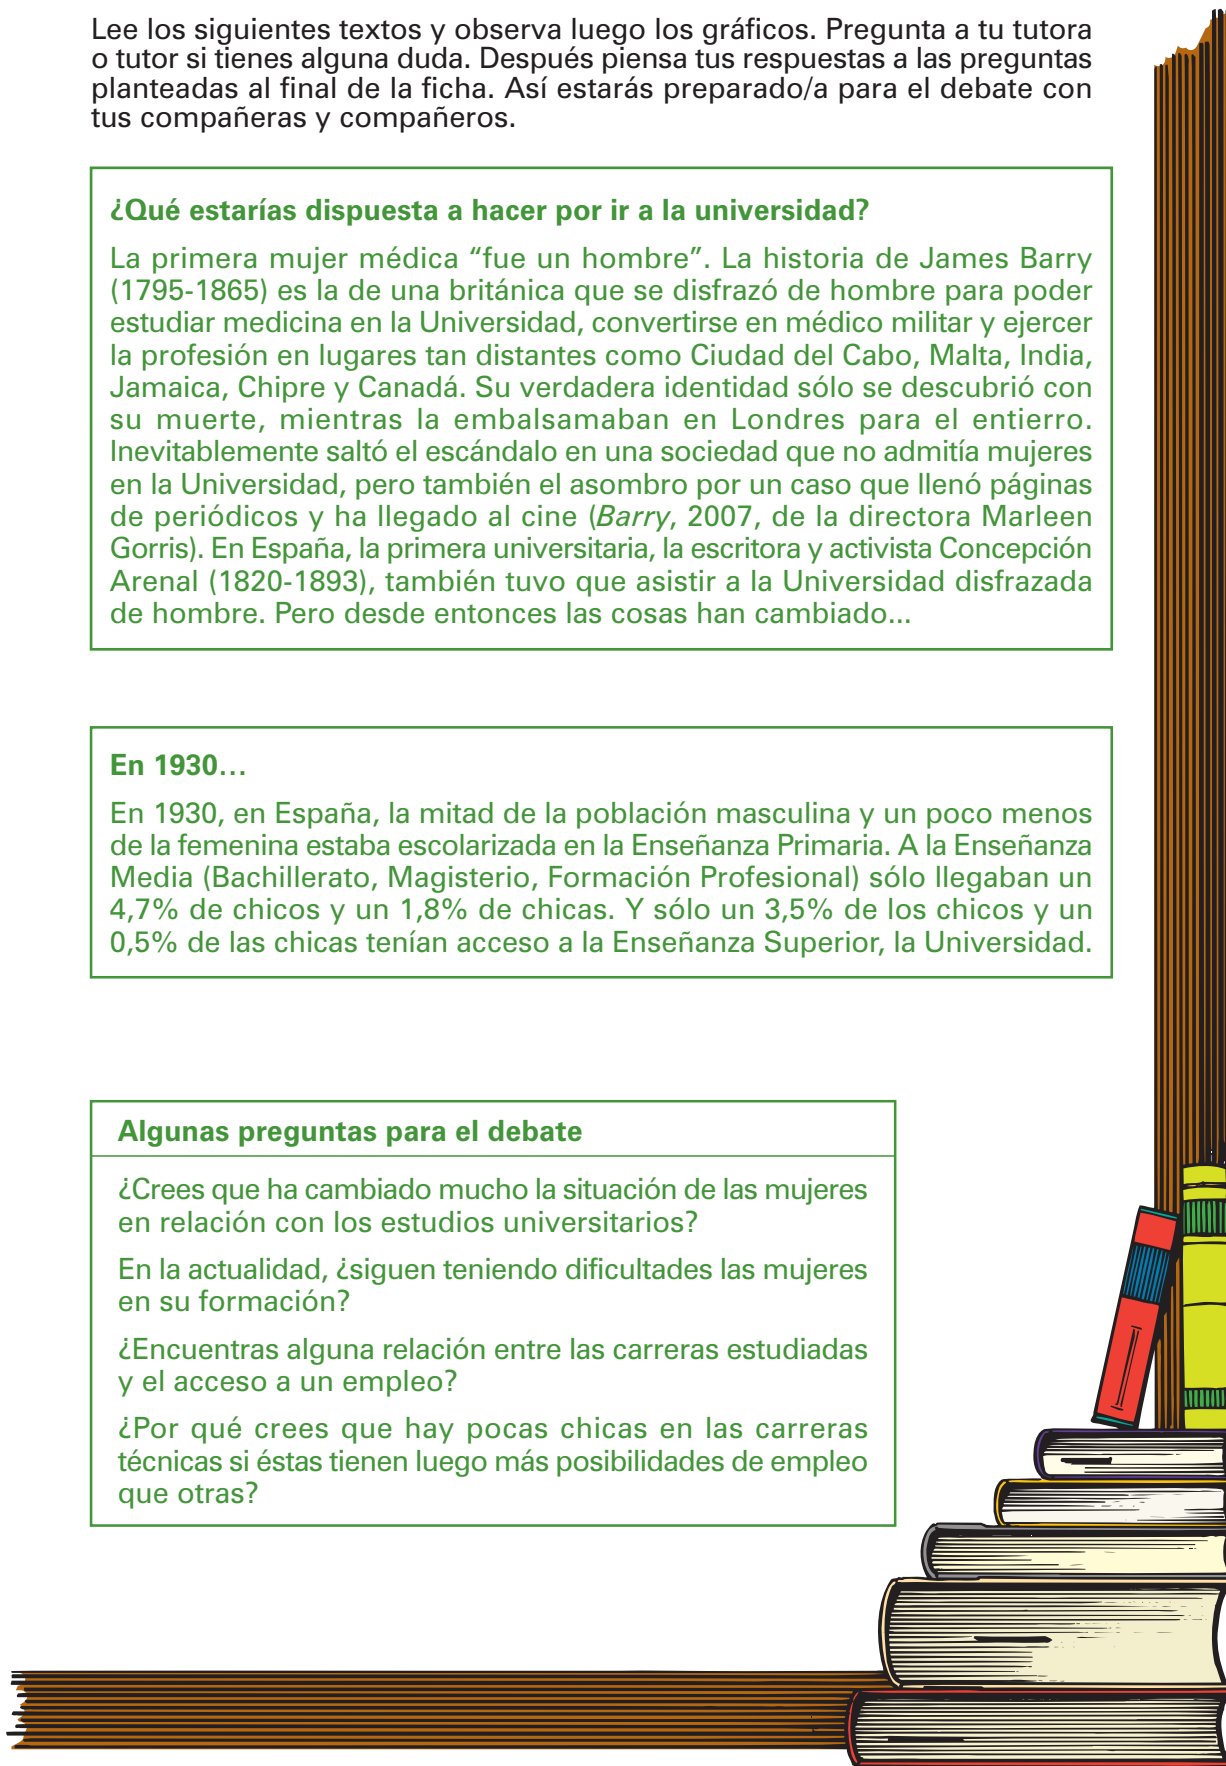 Lee los siguientes textos y observa luego los gráficos. Pregunta a tu tutora
o tutor si tienes alguna duda. Después piensa tus respuestas a las preguntas
planteadas al final de la ficha. Así estarás preparado/a para el debate con
tus compañeras y compañeros.
¿Qué estarías dispuesta a hacer por ir a la universidad?
La primera mujer médica “fue un hombre”. La historia de James Barry
(1795-1865) es la de una británica que se disfrazó de hombre para poder
estudiar medicina en la Universidad, convertirse en médico militar y ejercer
la profesión en lugares tan distantes como Ciudad del Cabo, Malta, India,
Jamaica, Chipre y Canadá. Su verdadera identidad sólo se descubrió con
su muerte, mientras la embalsamaban en Londres para el entierro.
Inevitablemente saltó el escándalo en una sociedad que no admitía mujeres
en la Universidad, pero también el asombro por un caso que llenó páginas
de periódicos y ha llegado al cine (Barry, 2007, de la directora Marleen
Gorris). En España, la primera universitaria, la escritora y activista Concepción
Arenal (1820-1893), también tuvo que asistir a la Universidad disfrazada
de hombre. Pero desde entonces las cosas han cambiado...
En 1930...
En 1930, en España, la mitad de la población masculina y un poco menos
de la femenina estaba escolarizada en la Enseñanza Primaria. A la Enseñanza
Media (Bachillerato, Magisterio, Formación Profesional) sólo llegaban un
4,7% de chicos y un 1,8% de chicas. Y sólo un 3,5% de los chicos y un
0,5% de las chicas tenían acceso a la Enseñanza Superior, la Universidad.
Algunas preguntas para el debate
¿Crees que ha cambiado mucho la situación de las mujeres
en relación con los estudios universitarios?
En la actualidad, ¿siguen teniendo dificultades las mujeres
en su formación?
¿Encuentras alguna relación entre las carreras estudiadas
y el acceso a un empleo?
¿Por qué crees que hay pocas chicas en las carreras
técnicas si éstas tienen luego más posibilidades de empleo
que otras?